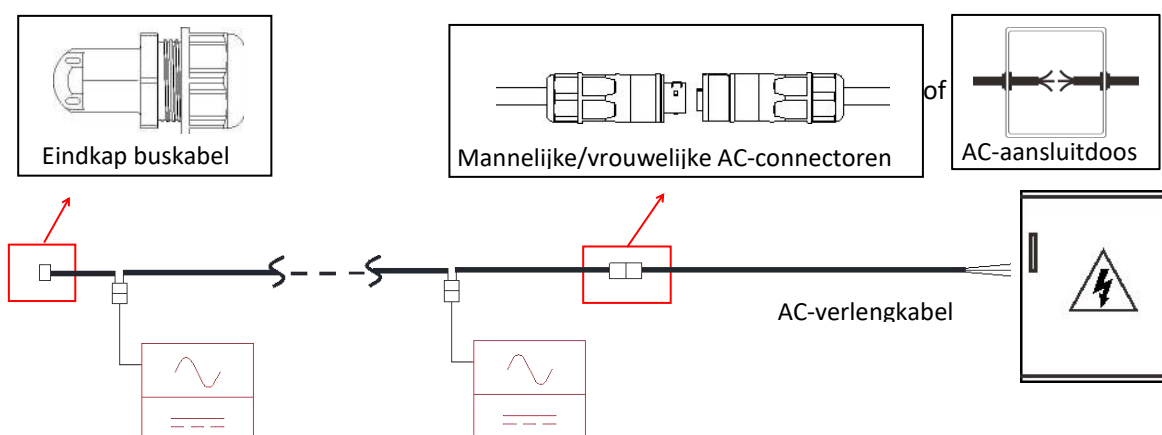 Eindkap buskabel
Mannelijke/vrouwelijke AC-connectoren
of
AC-aansluitdoos
AC-verlengkabel